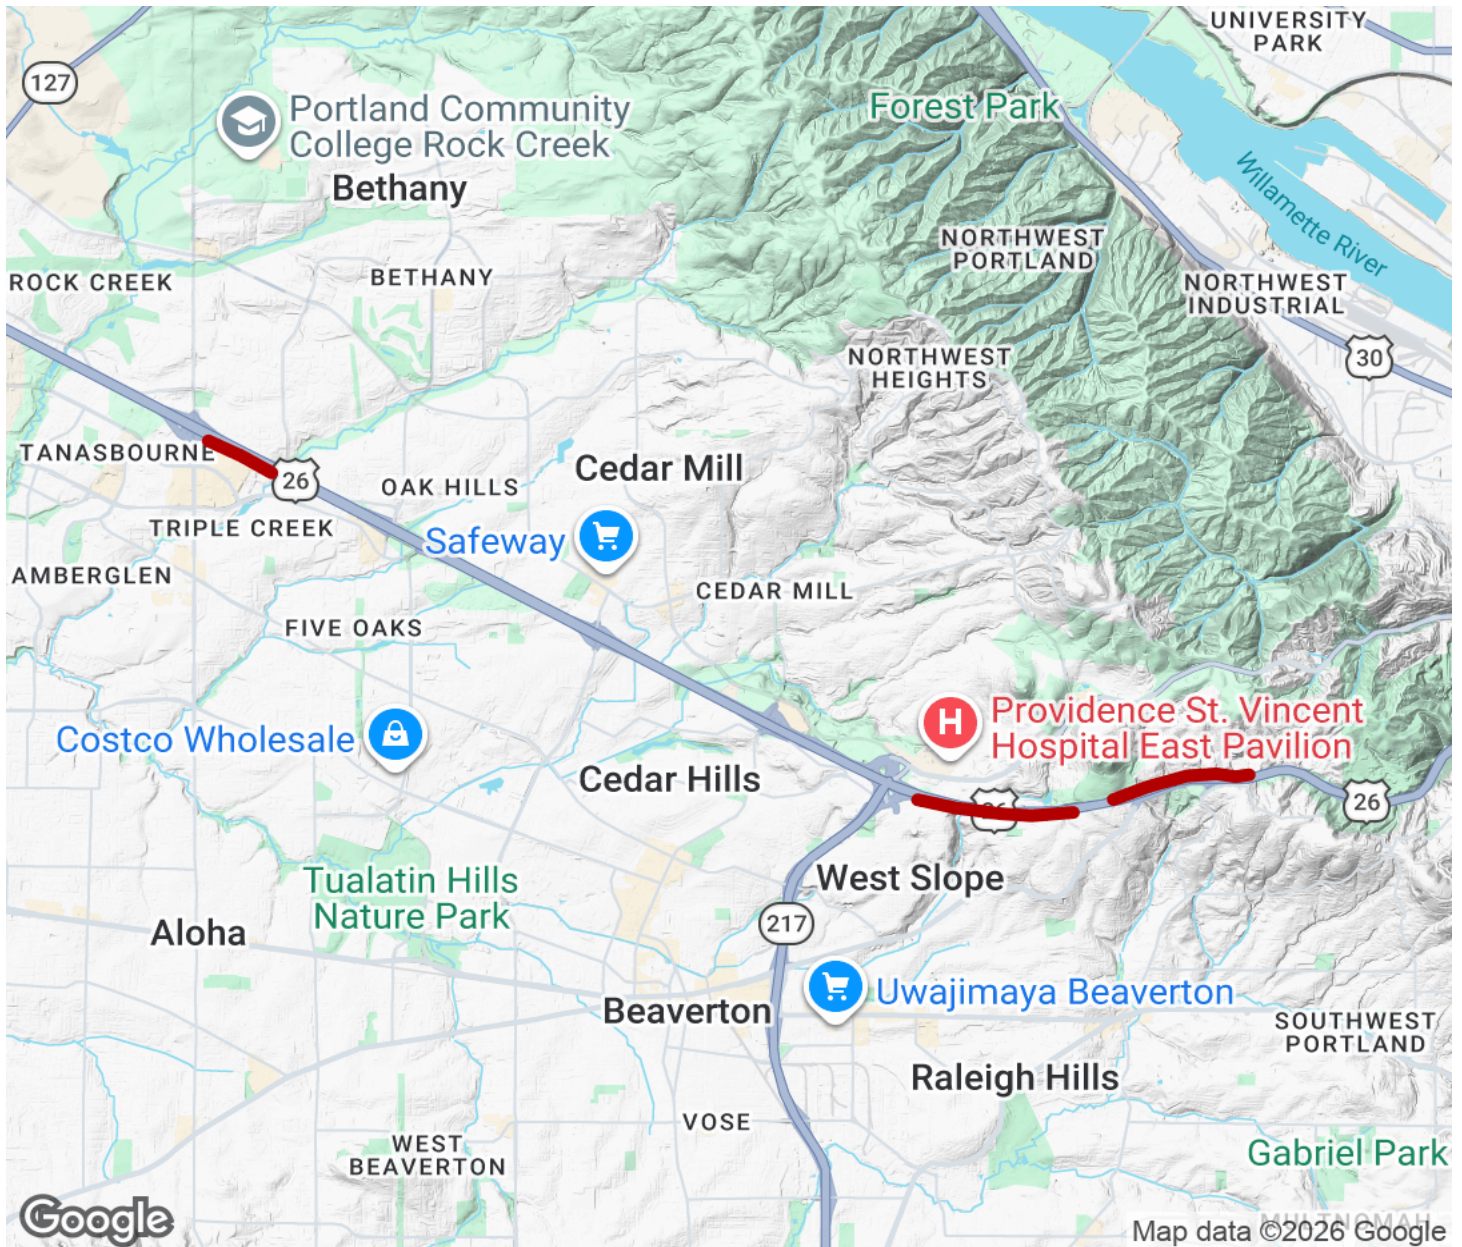 UNIVERSITY
PARK
127
Portland Community
College Rock Creek
Forest Park
Bethany
Willamette River
NORTHWEST
PORTLAND
ROCK CREEK
BETHANY
NORTHWEST
INDUSTRIAL
NORTHWEST
HEIGHTS
30
TANASBOURNE
26
OAK HILLS
Cedar Mill
TRIPLE CREEK
Safeway
AMBERGLEN
CEDAR MILL
FIVE OAKS
Costco Wholesale
H
Providence St. Vincent
Hospital East Pavilion
Cedar Hills
26
West Slope
Tualatin Hills
Nature Park
217
Aloha
Uwajimaya Beaverton
Beaverton
SOUTHWEST
PORTLAND
Raleigh Hills
VOSE
WEST
BEAVERTON
Gabriel Park
MULTNOMAH
Google
Map data ©2026 Google